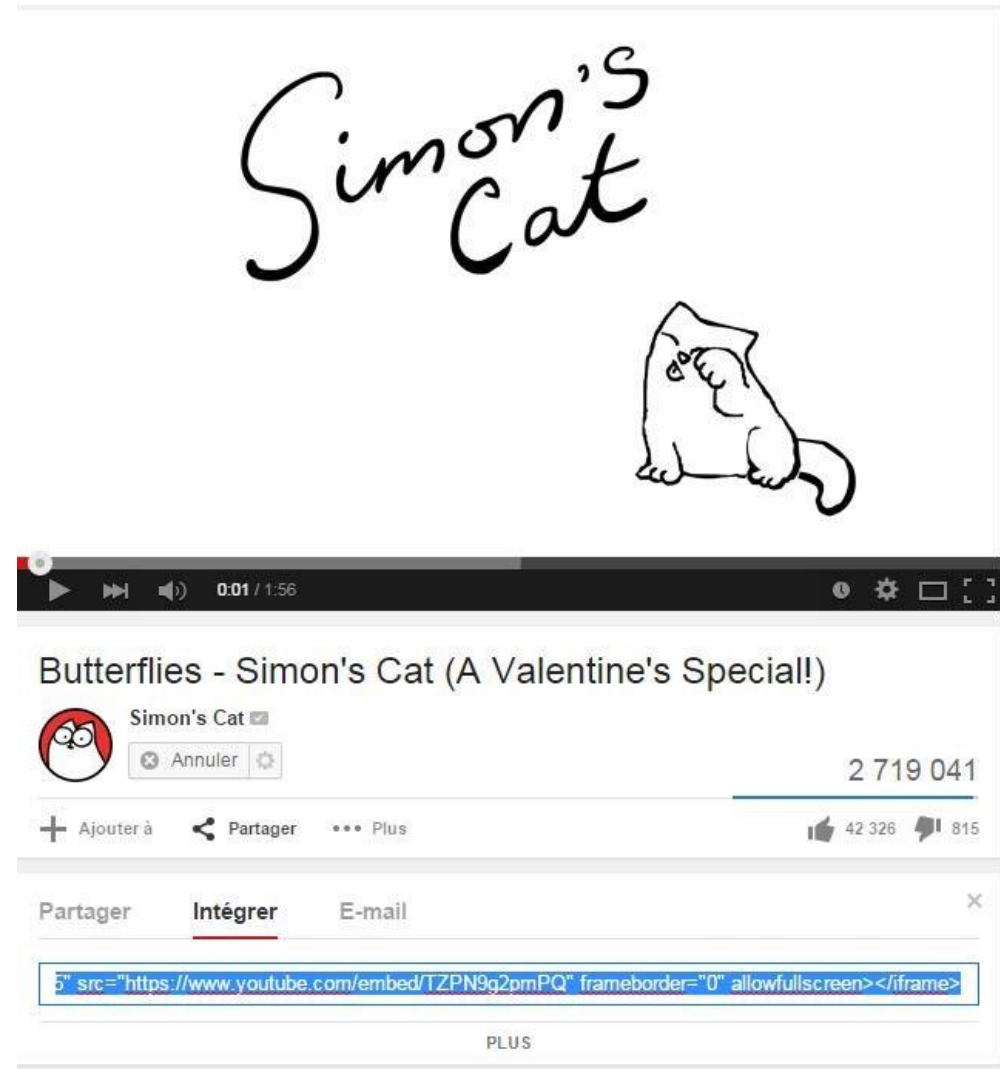 Simon's
Cat
0:01 / 1:56
Butterflies - Simon's Cat (A Valentine's Special!)
Simon's Cat
Annuler
2 719 041
Ajouter à Partager Plus 42 326 815
Partager Intégrer E-mail
5" src="https://www.youtube.com/embed/TZPN9g2pmPQ" frameborder="0" allowfullscreen></iframe>
PLUS